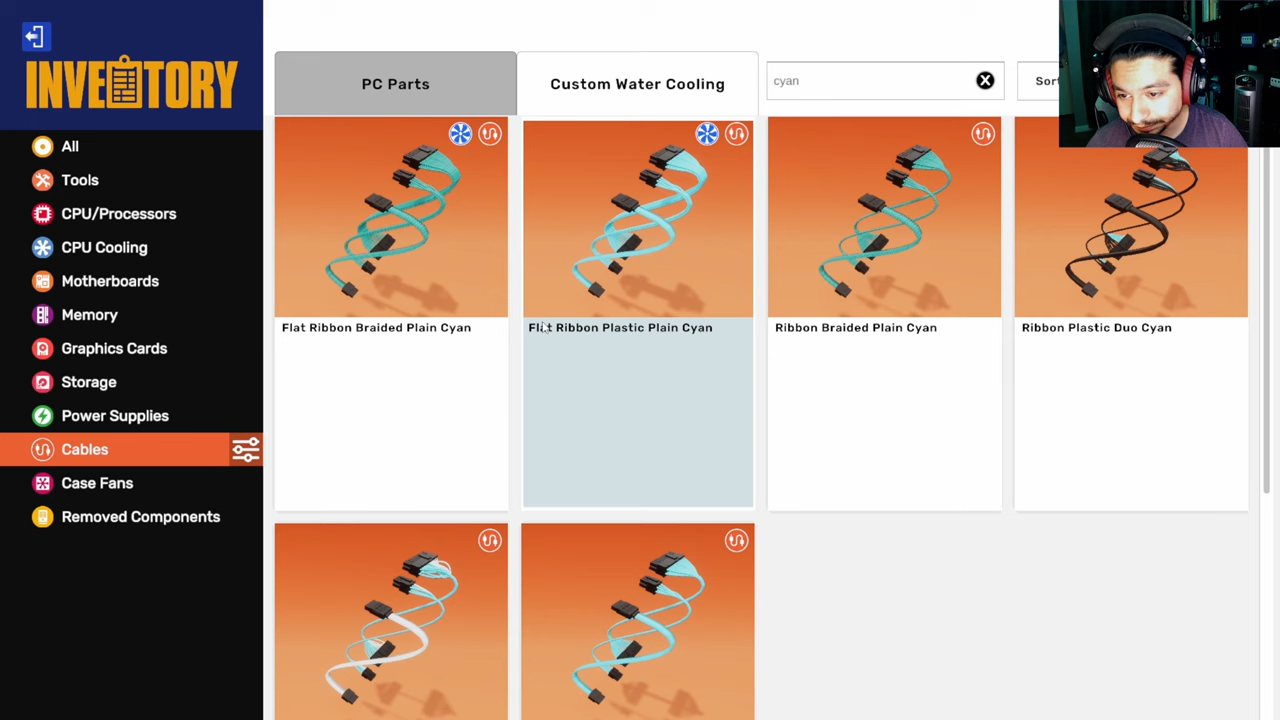 INVENTORY
All
Tools
CPU/Processors
CPU Cooling
Motherboards
Memory
Graphics Cards
Storage
Power Supplies
Cables
Case Fans
Removed Components
PC Parts
Custom Water Cooling
cyan
Sor
Flat Ribbon Braided Plain Cyan
Flat Ribbon Plastic Plain Cyan
Ribbon Braided Plain Cyan
Ribbon Plastic Duo Cyan